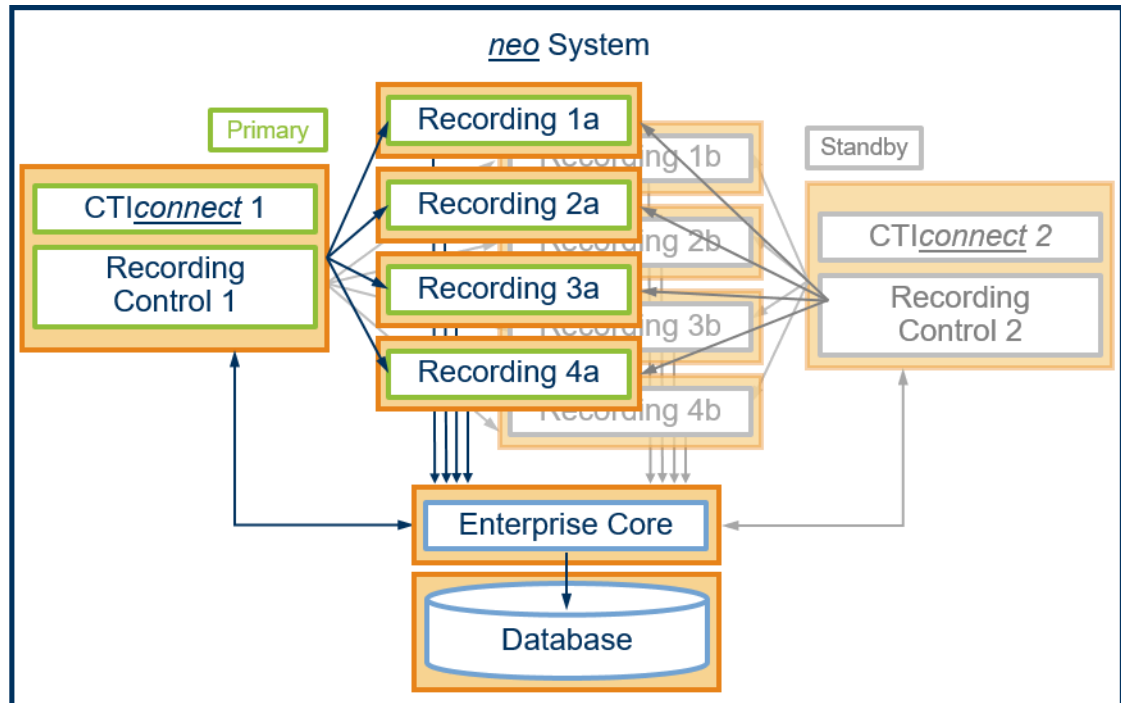 neo System
Primary
CTIconnect 1
Recording
Control 1
Recording 1a
Recording 2a
Recording 3a
Recording 4a
Recording 1b
Recording 2b
Recording 3b
Recording 4b
Standby
CTIconnect 2
Recording
Control 2
Enterprise Core
Database